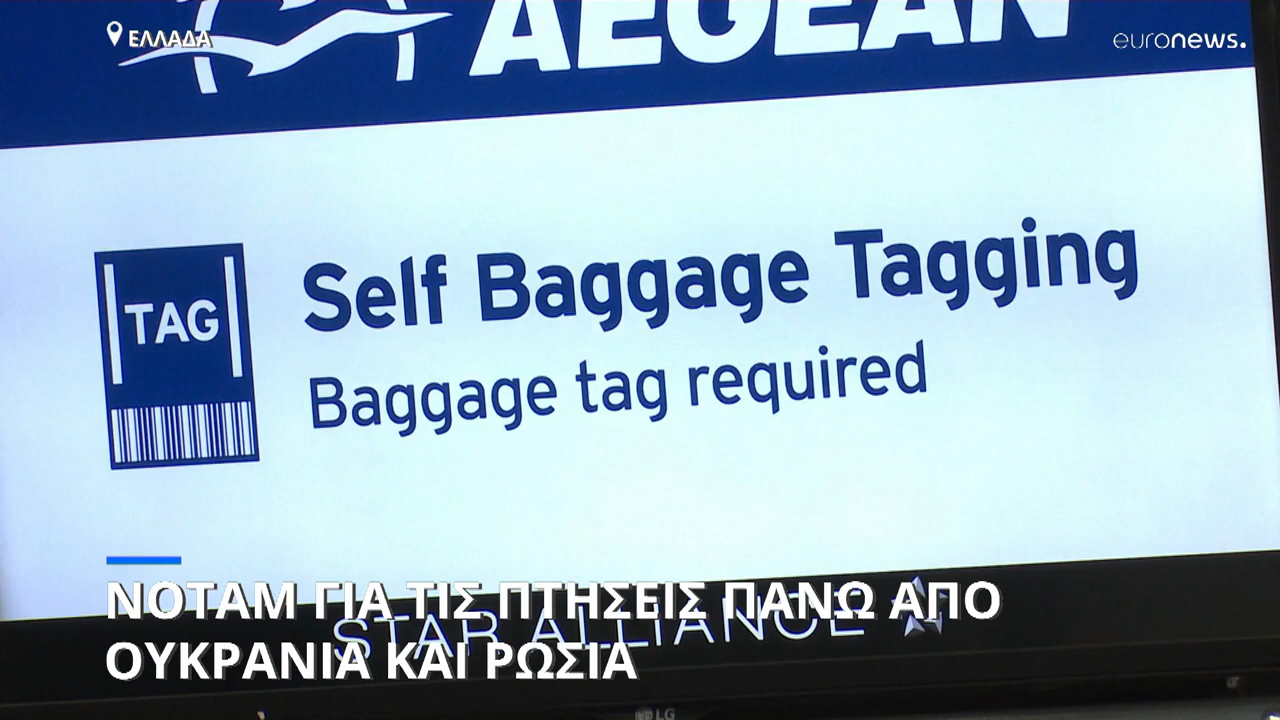 ΕΛΛΑΔΑ
AEGEAN
euronews.
TAG
Self Baggage Tagging
Baggage tag required
STAR ALLIANCE
ΝΟΤΑΜ ΓΙΑ ΤΙΣ ΠΤΗΣΕΙΣ ΠΑΝΩ ΑΠΟ
ΟΥΚΡΑΝΙΑ ΚΑΙ ΡΩΣΙΑ
LG